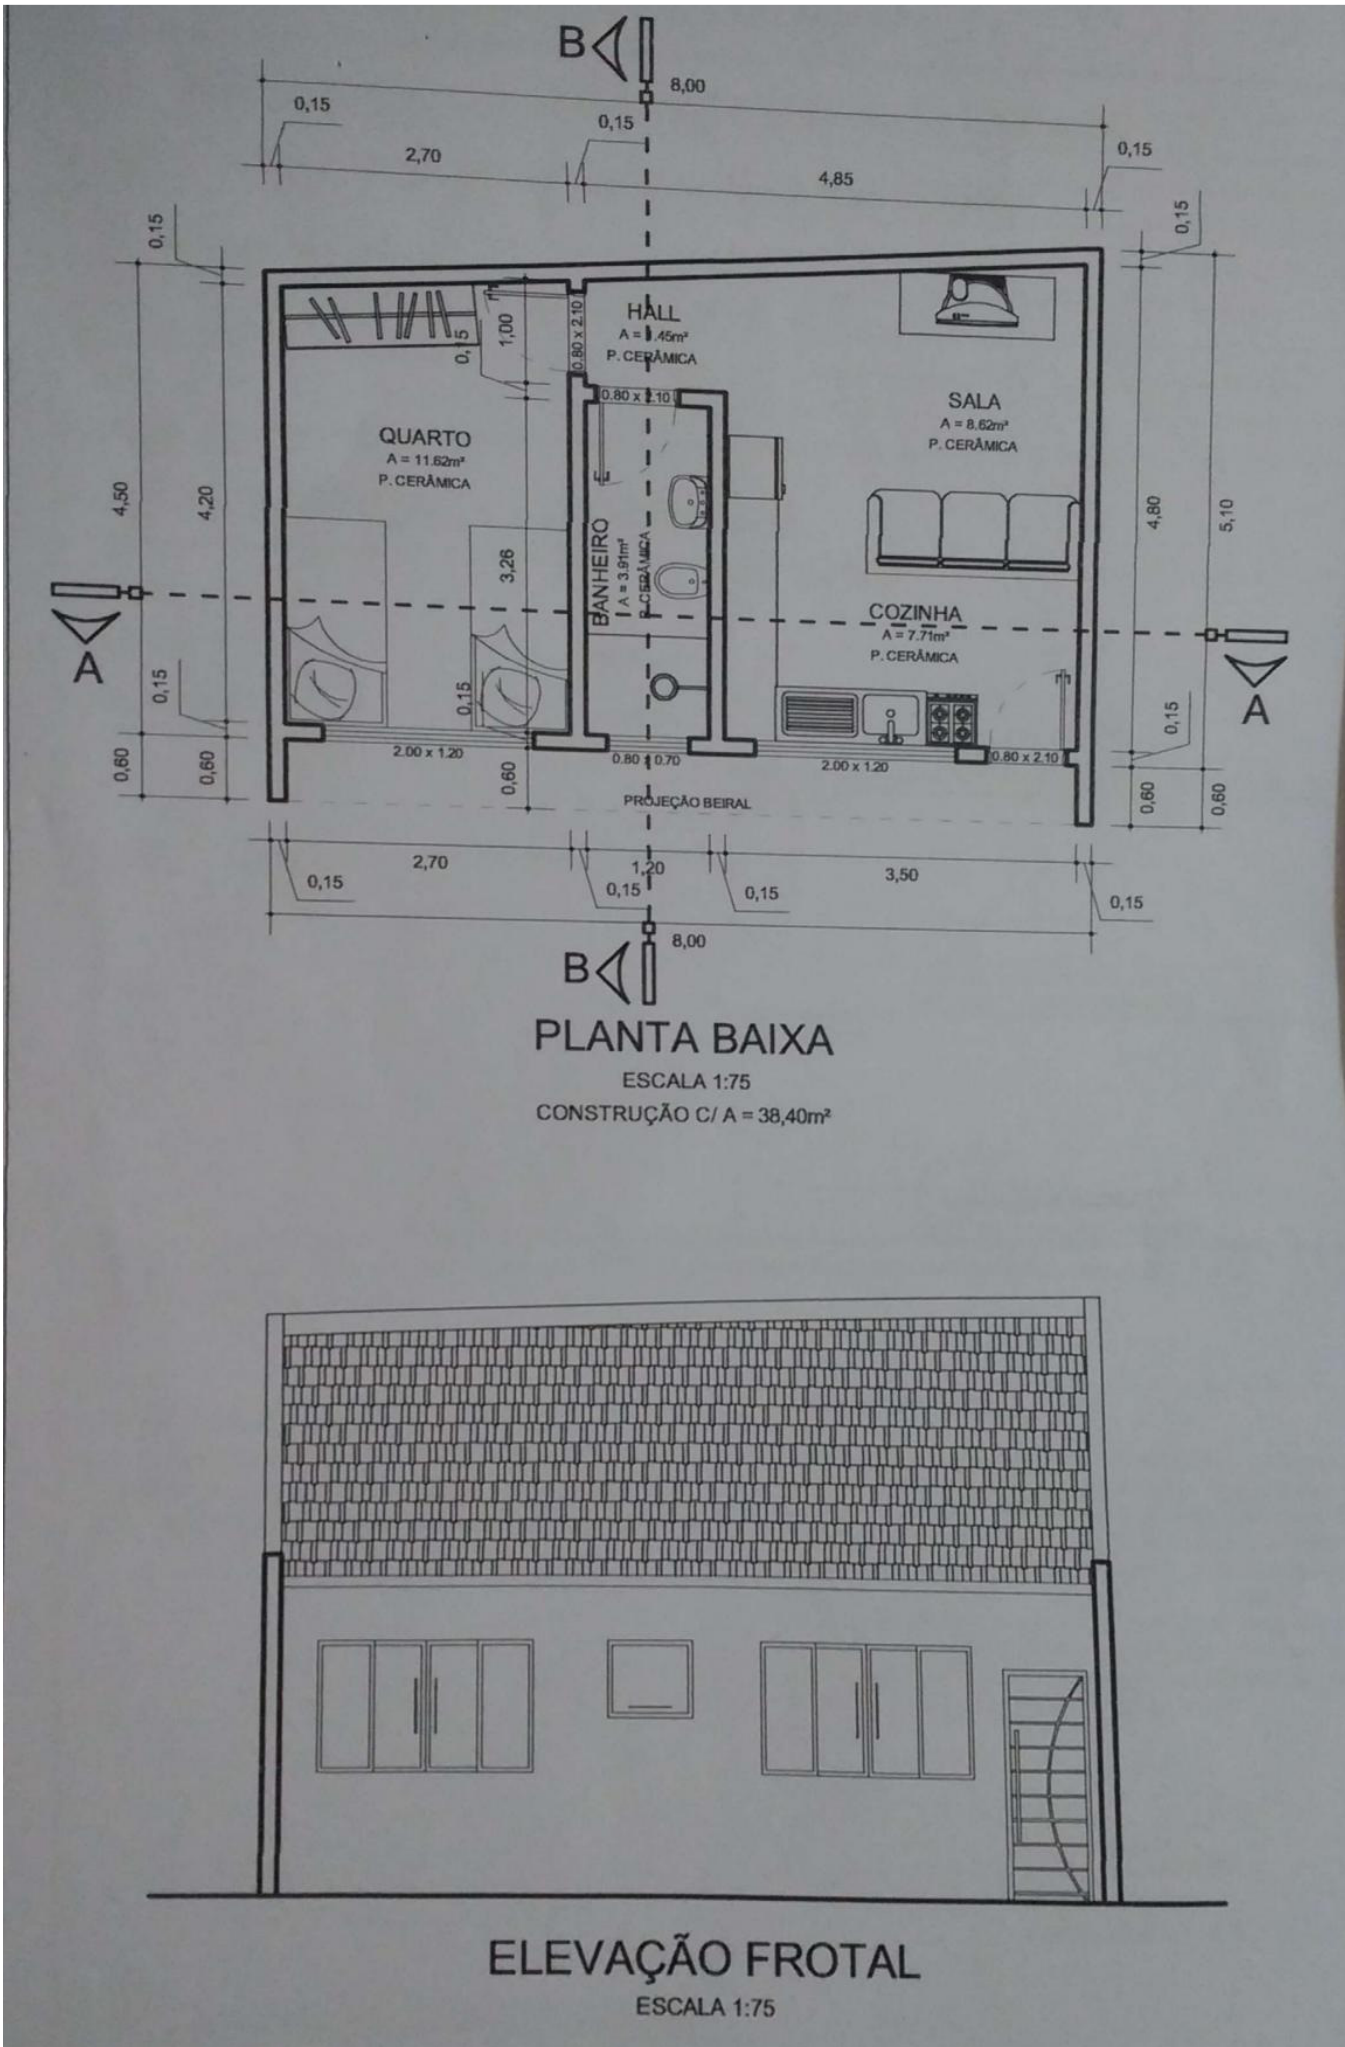 B
8,00
0,15
0,15
0,15
2,70
4,85
0,15
0,15
HALL
A = 1.45m²
P. CERÂMICA
0.80 x 2.10
1,00
0,15
0.80 x 2.10
SALA
A = 8.62m²
P. CERÂMICA
QUARTO
A = 11.62m²
P. CERÂMICA
4,50
4,20
4,80
5,10
3,26
BANHEIRO
A = 3.91m²
P. CERÂMICA
COZINHA
A = 7.71m²
P. CERÂMICA
A
A
0,15
0,15
0,15
2.00 x 1.20
0.80 x 0.70
2.00 x 1.20
0.80 x 2.10
0,60
0,60
0,60
0,60
0,60
PROJEÇÃO BEIRAL
2,70
1,20
3,50
0,15
0,15
0,15
0,15
8,00
B
PLANTA BAIXA
ESCALA 1:75
CONSTRUÇÃO C/ A = 38,40m²
ELEVAÇÃO FROTAL
ESCALA 1:75